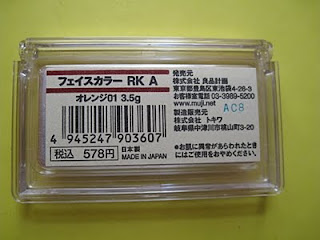 フェイスカラー RK A
オレンジ01 3.5g
4 945247 903607
税込 578円
日本製
MADE IN JAPAN
発売元
株式会社 良品計画
東京都豊島区東池袋4-26-3
お客様室電話 03-3989-5200
www.muji.net
AC8
製造販売元
株式会社 トキワ
岐阜県中津川市桃山町3-20
*お肌に異常があらわれたとき
にはご使用をおやめください。